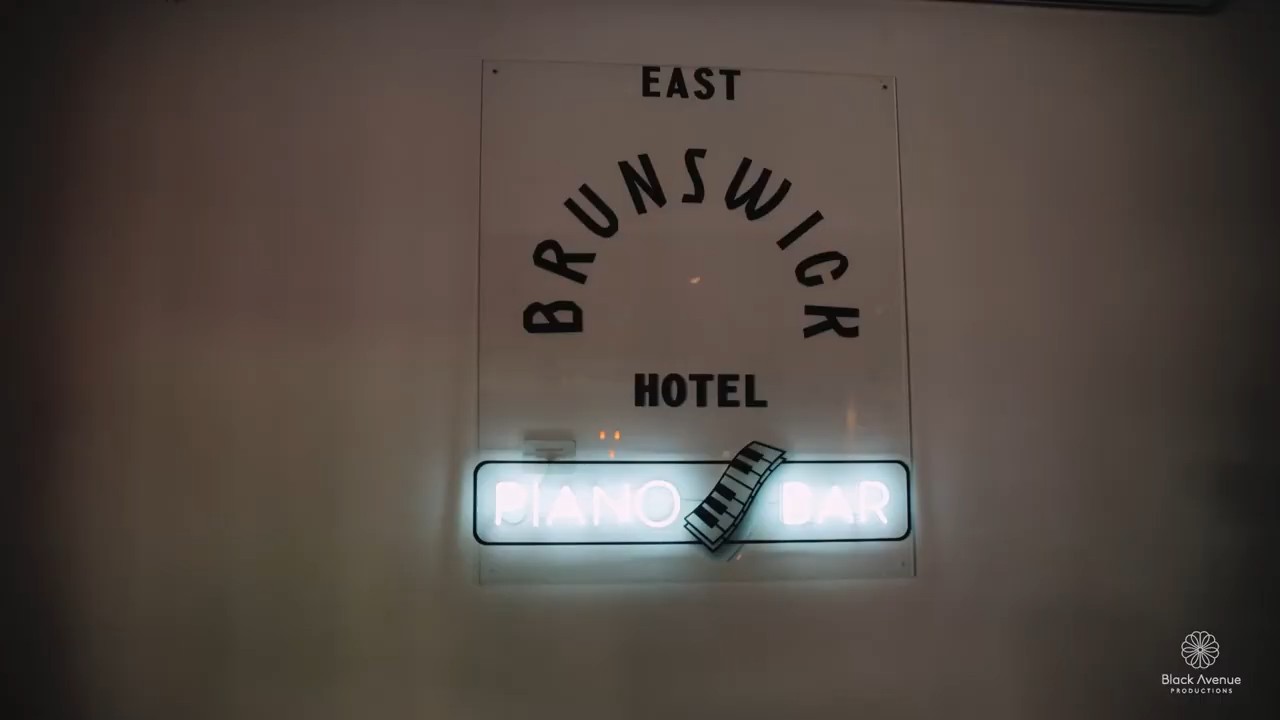 EAST
BRUNSWICK
HOTEL
PIANO BAR
Black Avenue
PRODUCTIONS